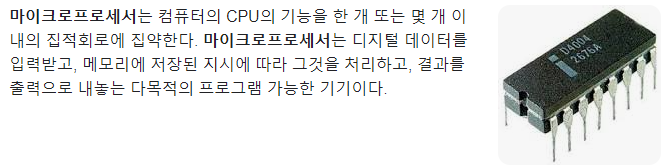 마이크로프로세서는 컴퓨터의 CPU의 기능을 한 개 또는 몇 개 이
내의 집적회로에 집약한다. 마이크로프로세서는 디지털 데이터를
입력받고, 메모리에 저장된 지시에 따라 그것을 처리하고, 결과를
출력으로 내놓는 다목적의 프로그램 가능한 기기이다.
D4004
2676A